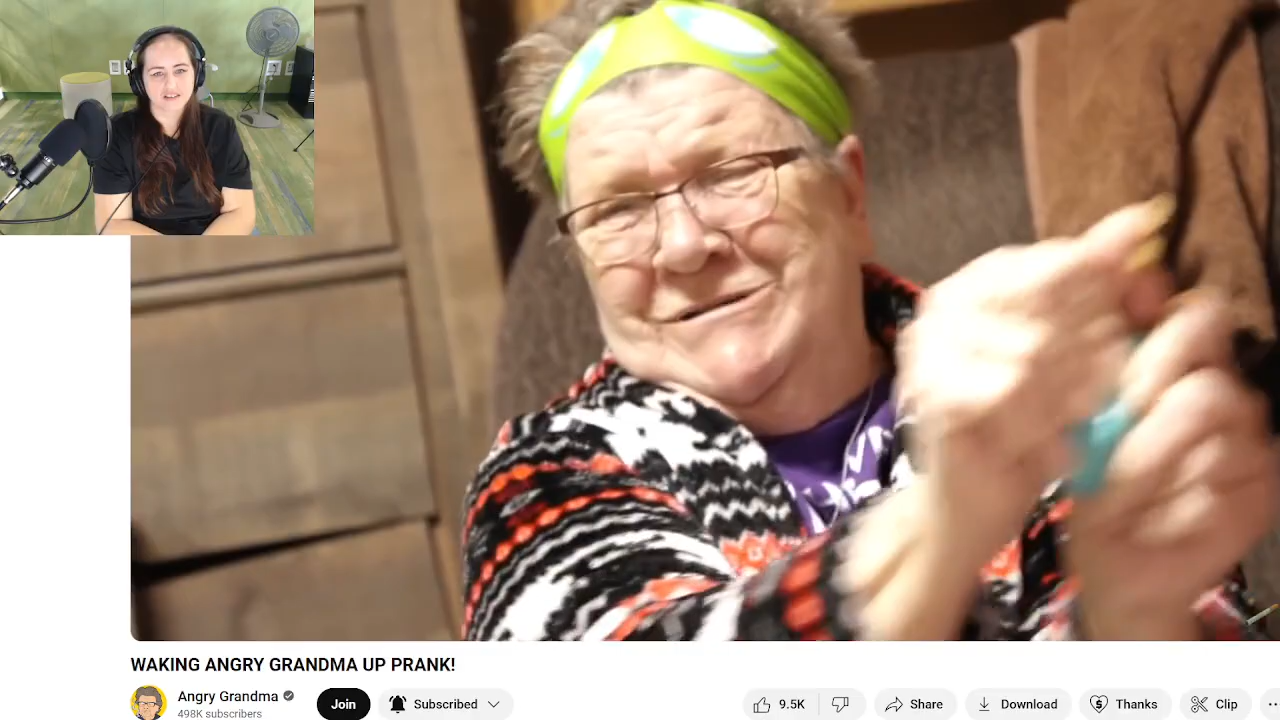 WAKING ANGRY GRANDMA UP PRANK!
Angry Grandma
498K subscribers
Join
Subscribed
9.5K
Share
Download
Thanks
Clip